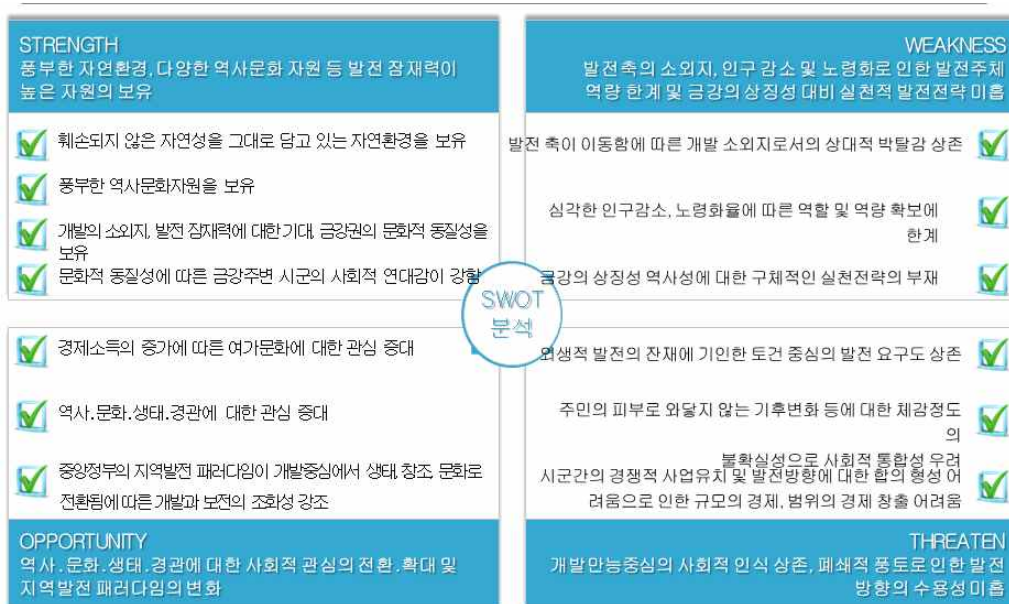 STRENGTH
풍부한 자연환경, 다양한 역사문화 자원 등 발전 잠재력이
높은 자원의 보유
훼손되지 않은 자연성을 그대로 담고 있는 자연환경을 보유
풍부한 역사문화자원을 보유
개발의 소외지, 발전 잠재력에 대한 기대, 금강권의 문화적 동질성을
보유
문화적 동질성에 따른 금강주변 시군의 사회적 연대감이 강함
WEAKNESS
발전축의 소외지, 인구 감소 및 노령화로 인한 발전주체
역량 한계 및 금강의 상징성 대비 실천적 발전전략 미흡
발전 축이 이동함에 따른 개발 소외지로서의 상대적 박탈감 상존
심각한 인구감소, 노령화율에 따른 역할 및 역량 확보에
한계
금강의 상징성 역사성에 대한 구체적인 실천전략의 부재
SWOT
분석
경제소득의 증가에 따른 여가문화에 대한 관심 증대
역사.문화.생태.경관에 대한 관심 증대
중앙정부의 지역발전 패러다임이 개발중심에서 생태, 창조, 문화로
전환됨에 따른 개발과 보전의 조화성 강조
OPPORTUNITY
역사.문화.생태.경관에 대한 사회적 관심의 전환.확대 및
지역발전 패러다임의 변화
발전의 잔재에 기인한 토건 중심의 발전 요구도 상존
주민의 피부로 와닿지 않는 기후변화 등에 대한 체감정도
의
불확실성으로 사회적 통합성 우려
시군간의 경쟁적 사업유치 및 발전방향에 대한 합의 형성 어
려움으로 인한 규모의 경제, 범위의 경제 창출 어려움
THREATEN
개발만능중심의 사회적 인식 상존, 폐쇄적 풍토로 인한 발전
방향의 수용성 미흡